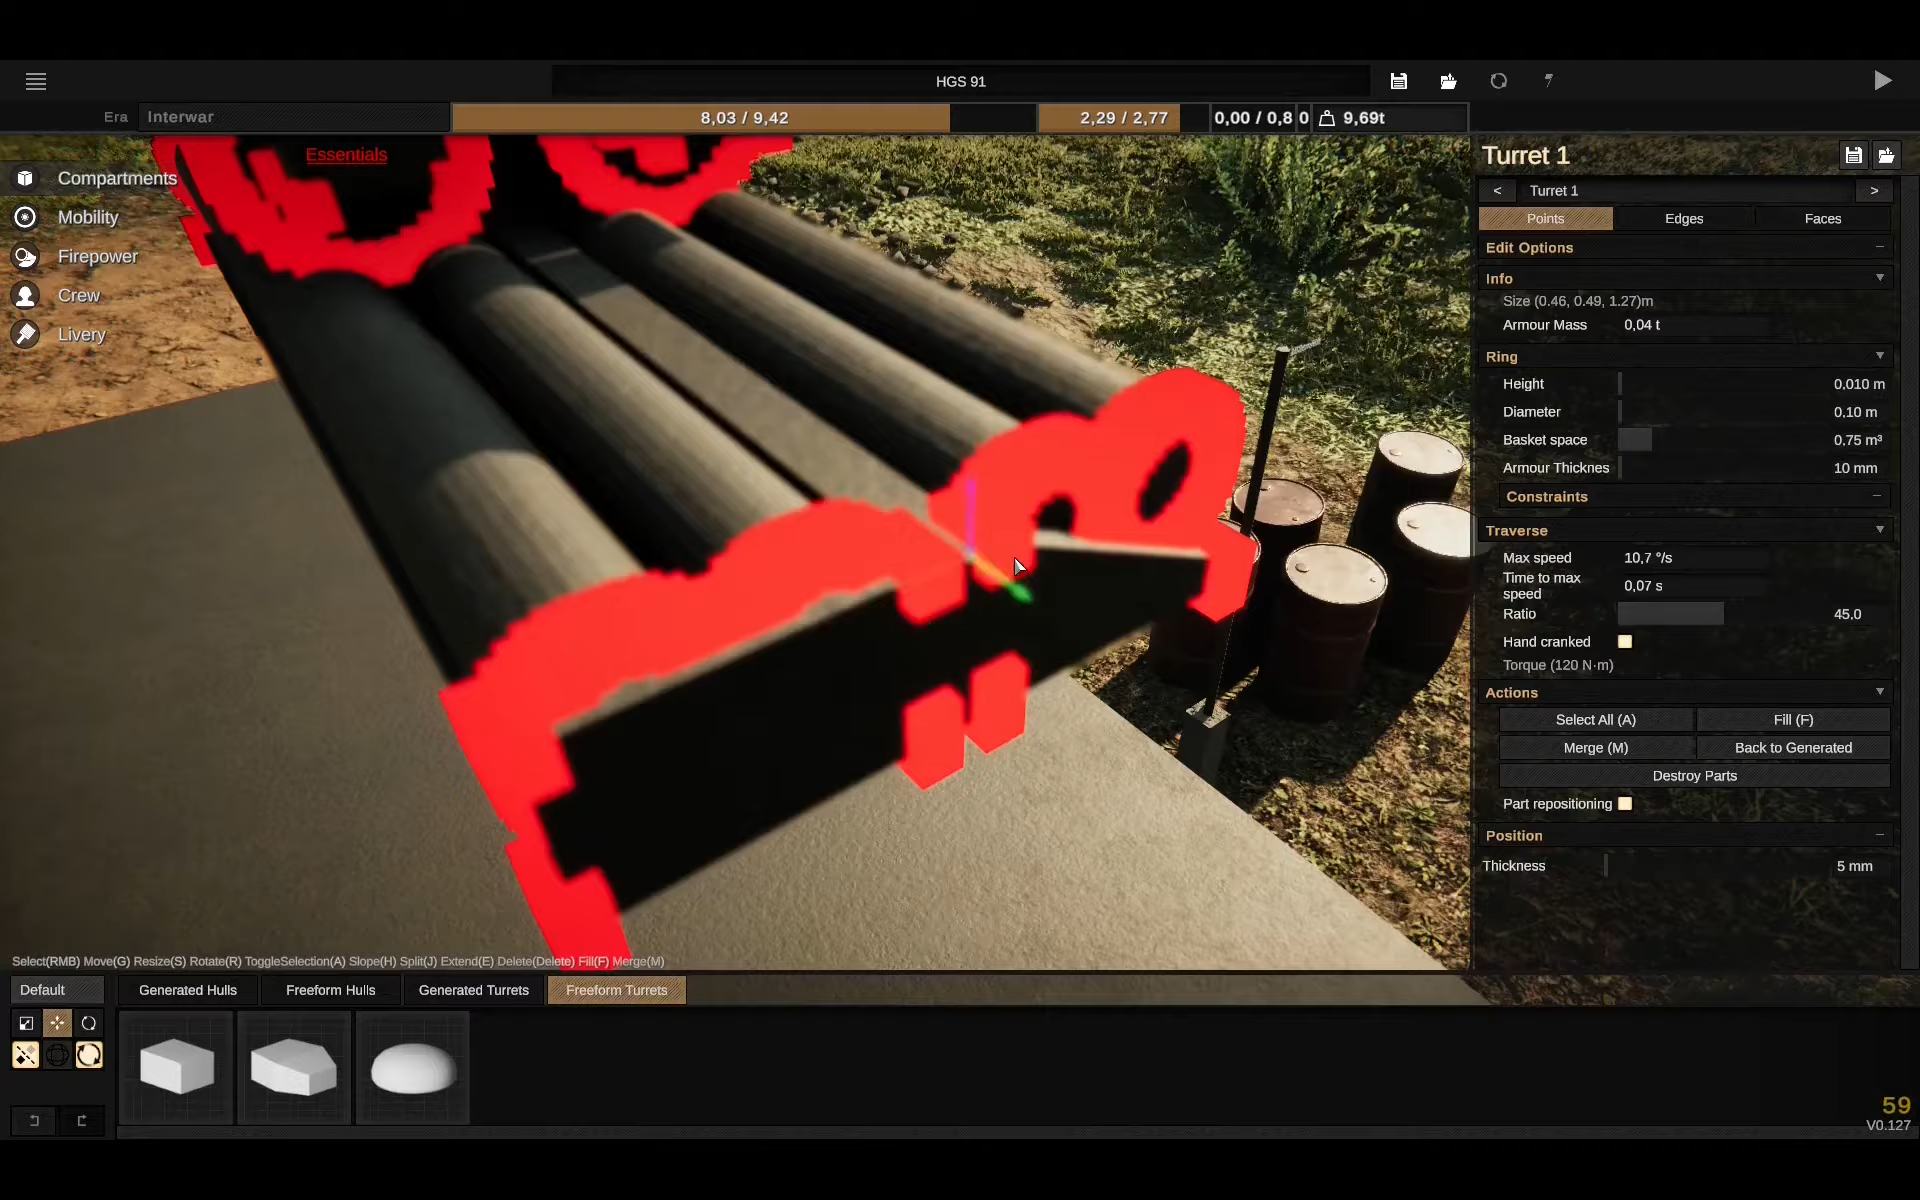 HGS 91
Era
Interwar
8,03 / 9,42
2,29 / 2,77
0,00 / 0,8
0
9,69t
Essentials
Compartments
Mobility
Firepower
Crew
Livery
Turret 1
< Turret 1 >
Points Edges Faces
Edit Options
Info
Size (0.46, 0.49, 1.27)m
Armour Mass 0,04 t
Ring
Height 0,010 m
Diameter 0,10 m
Basket space 0,75 m³
Armour Thicknes 10 mm
Constraints
Traverse
Max speed 10,7 °/s
Time to max speed 0,07 s
Ratio 45.0
Hand cranked
Torque (120 N·m)
Actions
Select All (A) Fill (F)
Merge (M) Back to Generated
Destroy Parts
Part repositioning
Position
Thickness 5 mm
Select(RMB) Move(G) Resize(S) Rotate(R) ToggleSelection(A) Slope(H) Split(J) Extend(E) Delete(Delete) Fill(F) Merge(M)
Default Generated Hulls Freeform Hulls Generated Turrets Freeform Turrets
59
V0.127